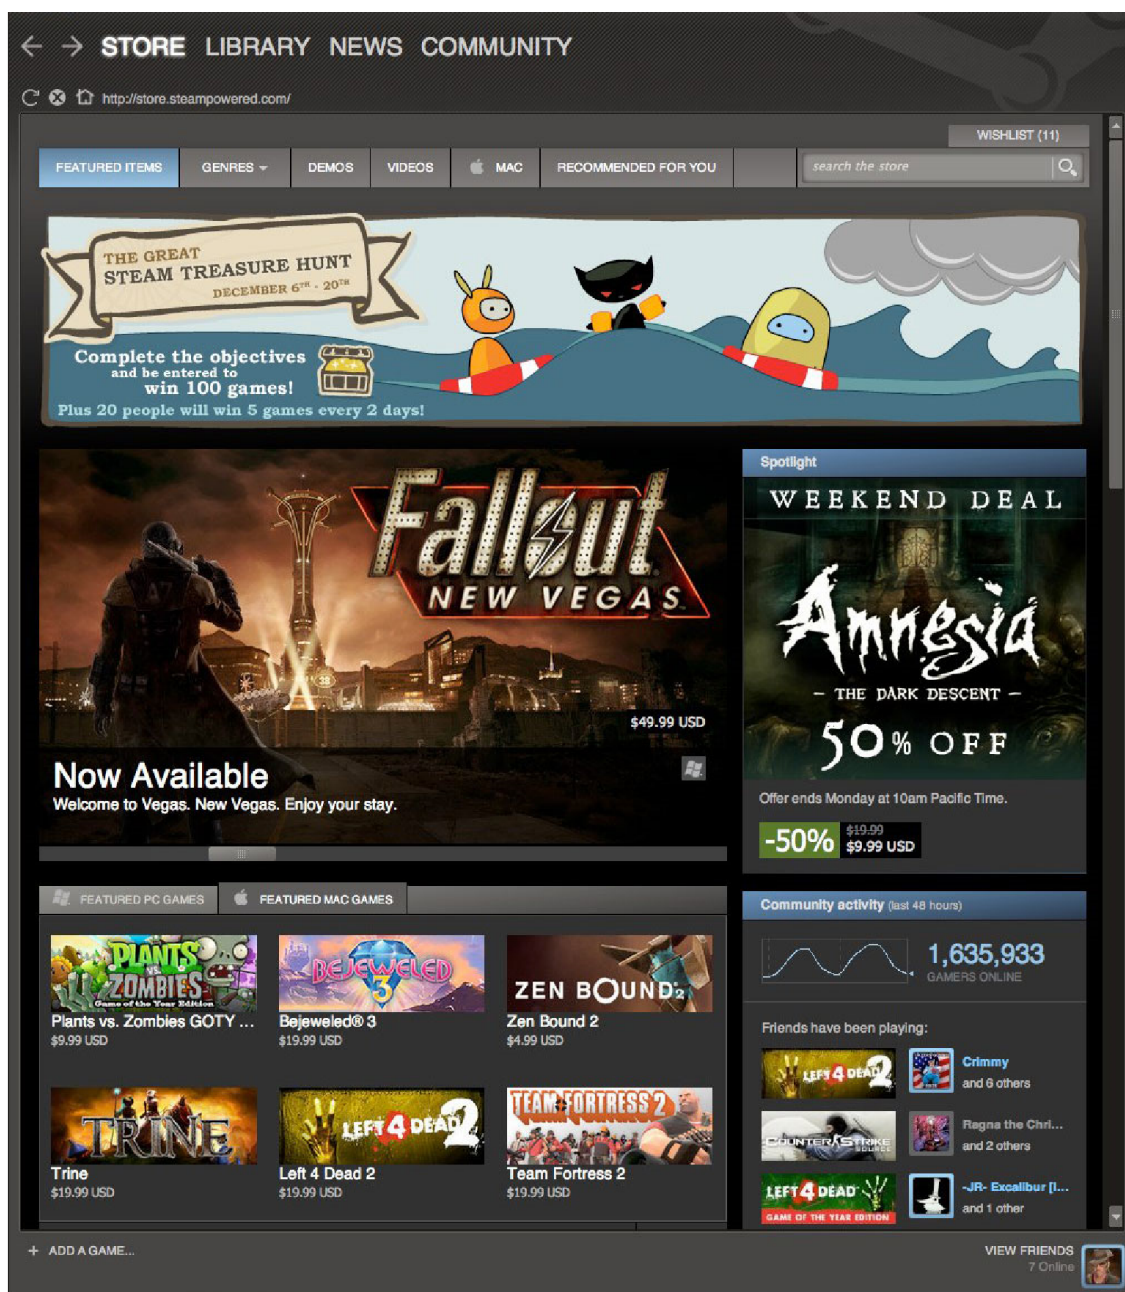 STORE LIBRARY NEWS COMMUNITY
http://store.steampowered.com/
WISHLIST (11)
FEATURED ITEMS GENRES DEMOS VIDEOS MAC RECOMMENDED FOR YOU search the store
THE GREAT
STEAM TREASURE HUNT
DECEMBER 6TH - 20TH
Complete the objectives
and be entered to
win 100 games!
Plus 20 people will win 5 games every 2 days!
Fallout
NEW VEGAS
$49.99 USD
Now Available
Welcome to Vegas. New Vegas. Enjoy your stay.
Spotlight
WEEKEND DEAL
Amnesia
- THE DARK DESCENT -
50% OFF
Offer ends Monday at 10am Pacific Time.
-50%
$19.99
$9.99 USD
FEATURED PC GAMES FEATURED MAC GAMES
PLANTS
VS.
ZOMBIES
Game of the Year Edition
Plants vs. Zombies GOTY ...
$9.99 USD
BEJEWELED
3
Bejeweled® 3
$19.99 USD
ZEN BOUND 2
Zen Bound 2
$4.99 USD
TRINE
Trine
$19.99 USD
LEFT 4 DEAD 2
Left 4 Dead 2
$19.99 USD
TEAM FORTRESS 2
Team Fortress 2
$19.99 USD
Community activity (last 48 hours)
1,635,933
GAMERS ONLINE
Friends have been playing:
LEFT 4 DEAD 2
Crimmy
and 6 others
COUNTER STRIKE
SOURCE
Ragna the Chri...
and 2 others
LEFT 4 DEAD
GAME OF THE YEAR EDITION
-JR- Excalibur [l...
and 1 other
+ ADD A GAME...
VIEW FRIENDS
7 Online